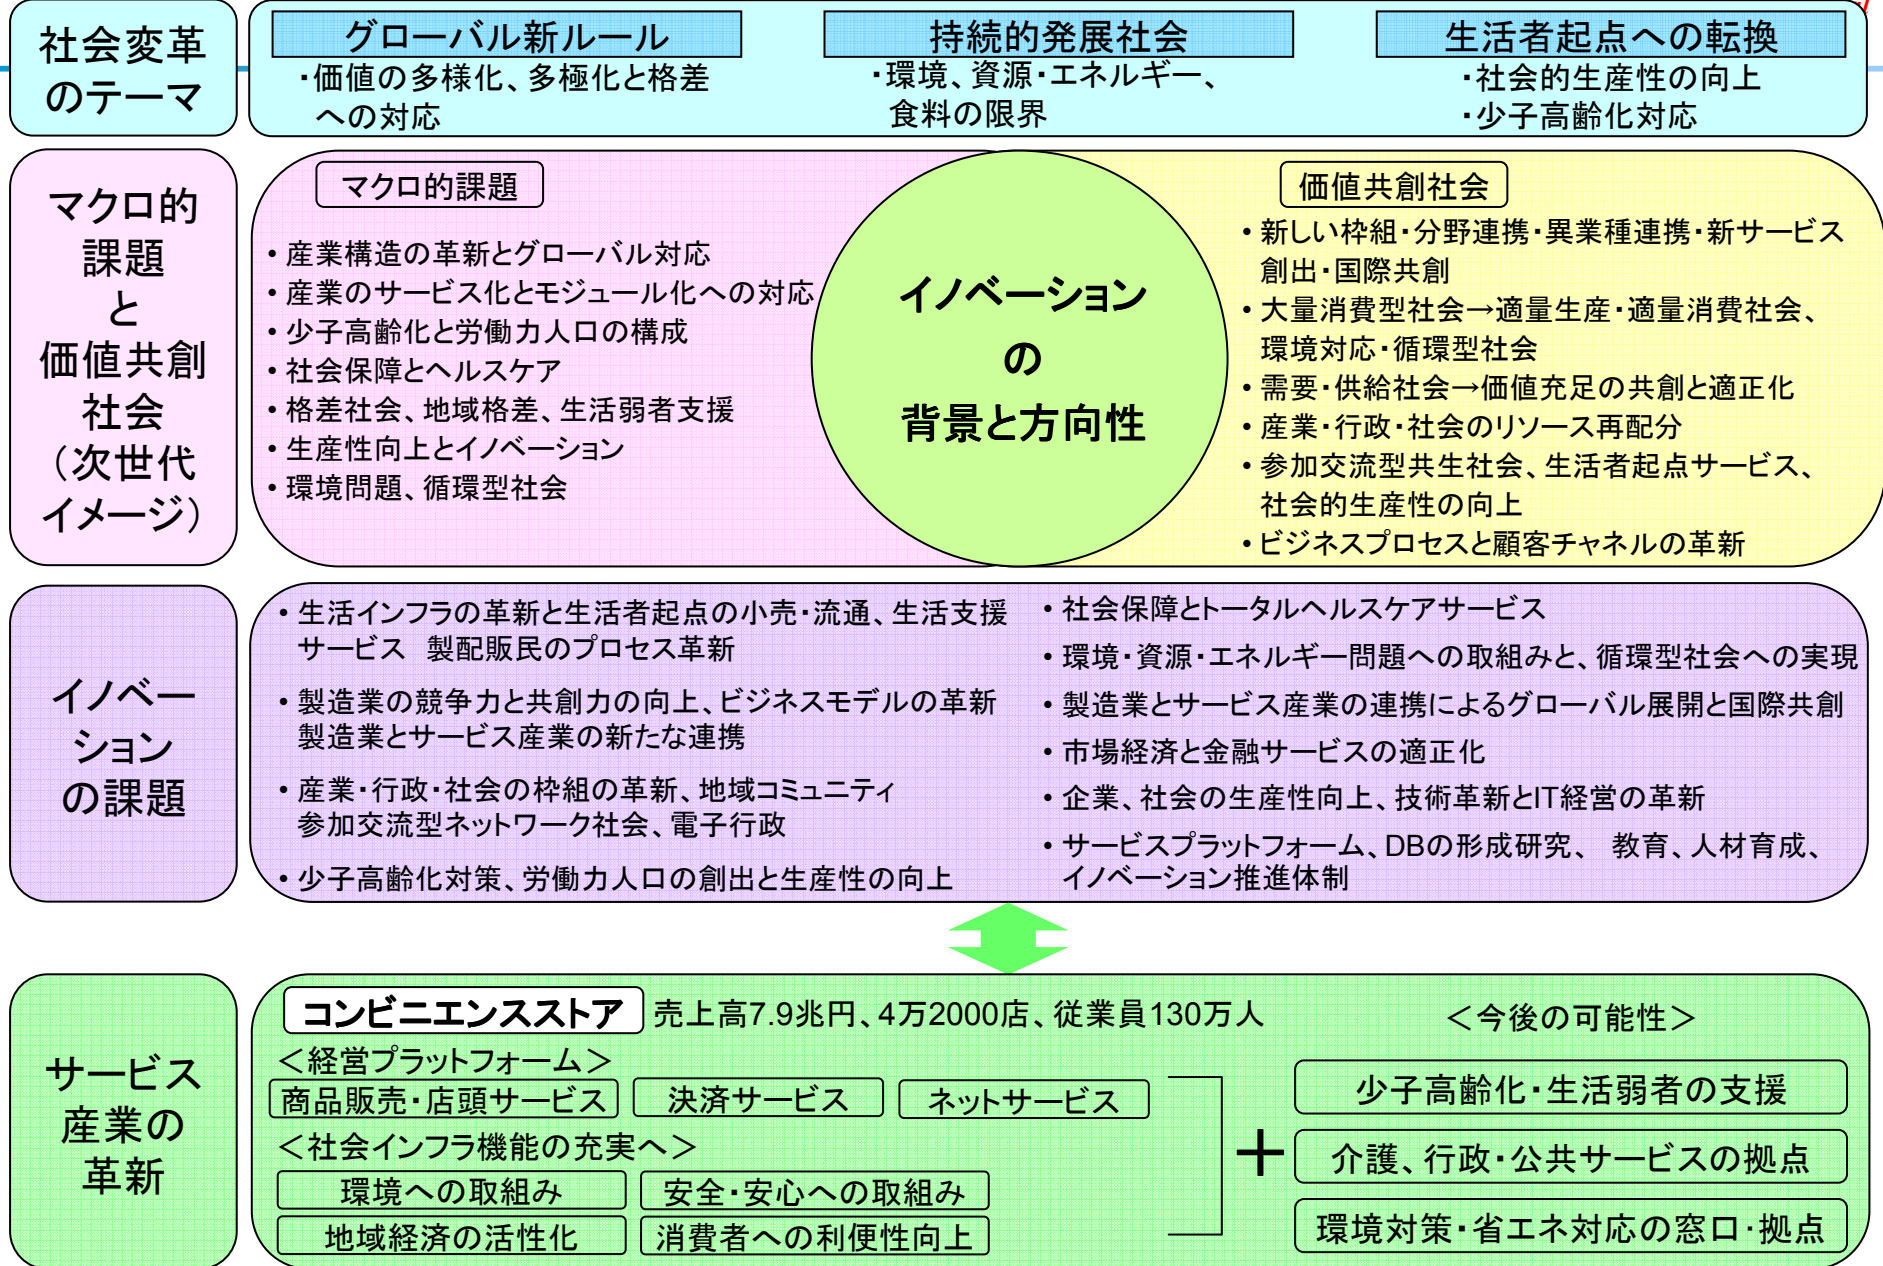 社会変革
のテーマ
グローバル新ルール
・価値の多様化、多極化と格差
への対応
持続的発展社会
・環境、資源・エネルギー、
食料の限界
生活者起点への転換
・社会的生産性の向上
・少子高齢化対応
マクロ的
課題
と
価値共創
社会
（次世代
イメージ）
マクロ的課題
• 産業構造の革新とグローバル対応
• 産業のサービス化とモジュール化への対応
• 少子高齢化と労働力人口の構成
• 社会保障とヘルスケア
• 格差社会、地域格差、生活弱者支援
• 生産性向上とイノベーション
• 環境問題、循環型社会
イノベーション
の
背景と方向性
価値共創社会
• 新しい枠組・分野連携・異業種連携・新サービス
創出・国際共創
• 大量消費型社会→適量生産・適量消費社会、
環境対応・循環型社会
• 需要・供給社会→価値充足の共創と適正化
• 産業・行政・社会のリソース再配分
• 参加交流型共生社会、生活者起点サービス、
社会的生産性の向上
• ビジネスプロセスと顧客チャネルの革新
イノベー
ション
の課題
• 生活インフラの革新と生活者起点の小売・流通、生活支援
サービス　製配販民のプロセス革新
• 製造業の競争力と共創力の向上、ビジネスモデルの革新
製造業とサービス産業の新たな連携
• 産業・行政・社会の枠組の革新、地域コミュニティ
参加交流型ネットワーク社会、電子行政
• 少子高齢化対策、労働力人口の創出と生産性の向上
• 社会保障とトータルヘルスケアサービス
• 環境・資源・エネルギー問題への取組みと、循環型社会への実現
• 製造業とサービス産業の連携によるグローバル展開と国際共創
• 市場経済と金融サービスの適正化
• 企業、社会の生産性向上、技術革新とIT経営の革新
• サービスプラットフォーム、DBの形成研究、　教育、人材育成、
イノベーション推進体制
サービス
産業の
革新
コンビニエンスストア 売上高7.9兆円、4万2000店、従業員130万人
＜経営プラットフォーム＞
商品販売・店頭サービス 決済サービス ネットサービス
＜社会インフラ機能の充実へ＞
環境への取組み 安全・安心への取組み
地域経済の活性化 消費者への利便性向上
＋
＜今後の可能性＞
少子高齢化・生活弱者の支援
介護、行政・公共サービスの拠点
環境対策・省エネ対応の窓口・拠点